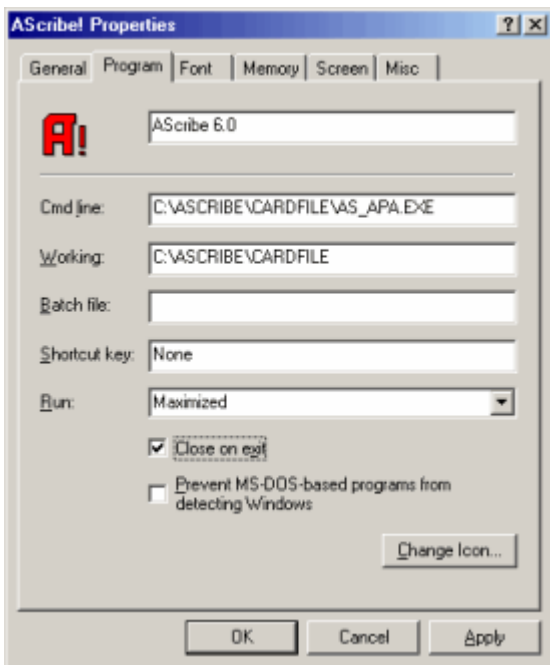 AScribe! Properties
General Program Font Memory Screen Misc
A!
AScribe 6.0
Cmd line: C:\ASCRIBE\CARDFILE\AS_APA.EXE
Working: C:\ASCRIBE\CARDFILE
Batch file:
Shortcut key: None
Run: Maximized
Close on exit
Prevent MS-DOS-based programs from
detecting Windows
Change Icon...
OK Cancel Apply